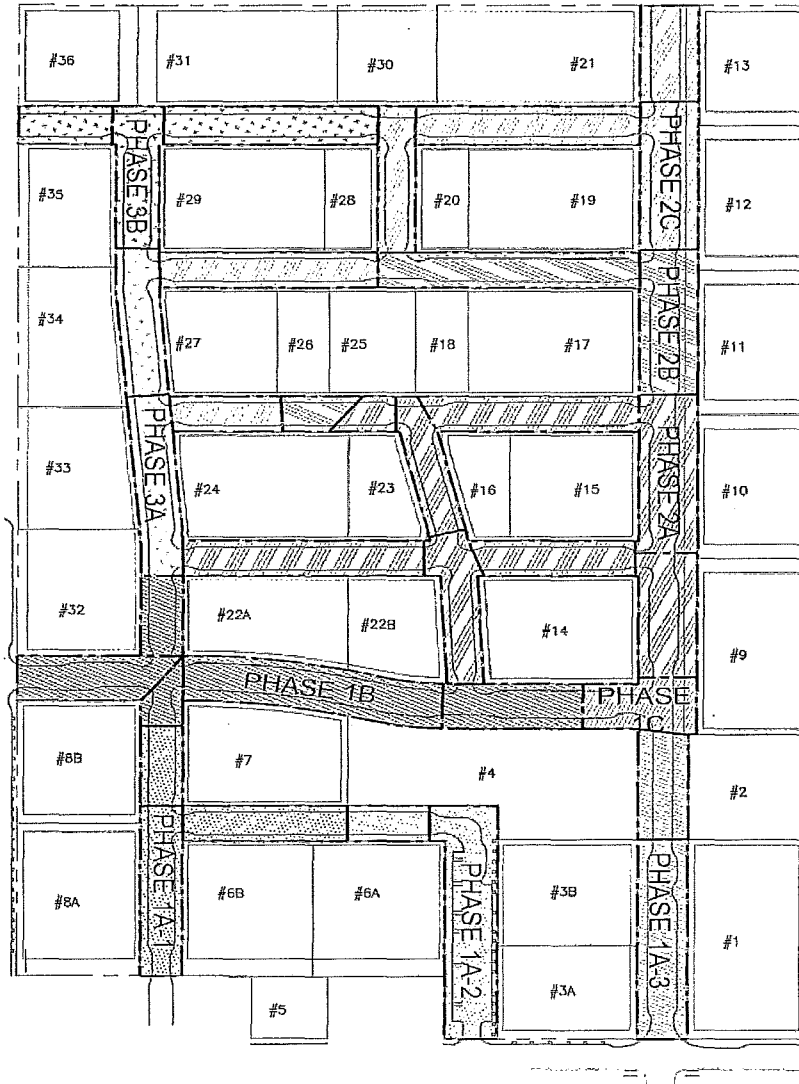 #36
#31
#30
#21
#13
PHASE 3B
PHASE 2C
#35
#29
#28
#20
#19
#12
#34
#27
#26
#25
#18
#17
PHASE 2B
#11
PHASE 3A
PHASE 2A
#33
#24
#23
#16
#15
#10
#32
#22A
#22B
#14
#9
PHASE 1B
PHASE
1C
#8B
#7
#4
#2
PHASE 1A-1
PHASE 1A-2
PHASE 1A-3
#8A
#6B
#6A
#3B
#1
#5
#3A